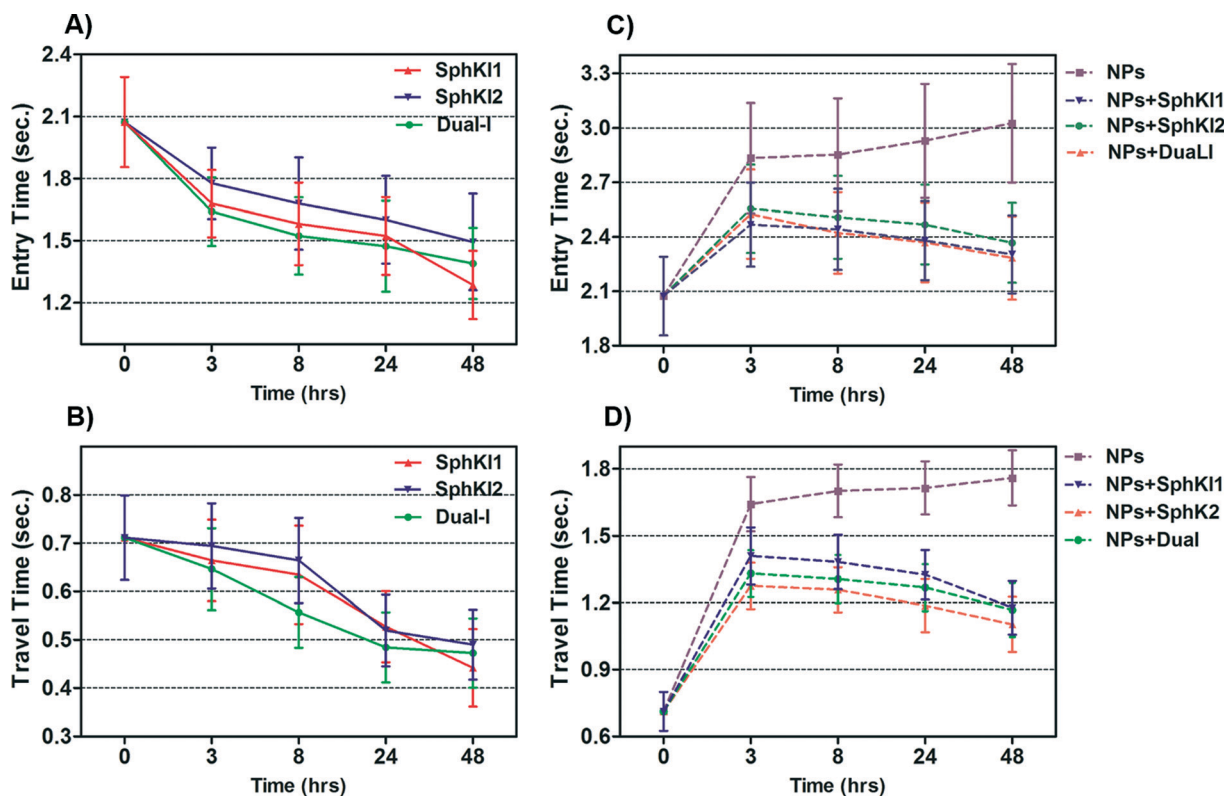 A)
Entry Time (sec.)
2.4
2.1
1.8
1.5
1.2
SphKI1
SphKI2
Dual-I
0 3 8 24 48
Time (hrs)
B)
Travel Time (sec.)
0.8
0.7
0.6
0.5
0.4
0.3
SphKI1
SphKI2
Dual-I
0 3 8 24 48
Time (hrs)
C)
Entry Time (sec.)
3.3
3.0
2.7
2.4
2.1
1.8
NPs
NPs+SphKI1
NPs+SphKI2
NPs+DuaLI
0 3 8 24 48
Time (hrs)
D)
Travel Time (sec.)
1.8
1.5
1.2
0.9
0.6
NPs
NPs+SphKI1
NPs+SphK2
NPs+Dual
0 3 8 24 48
Time (hrs)